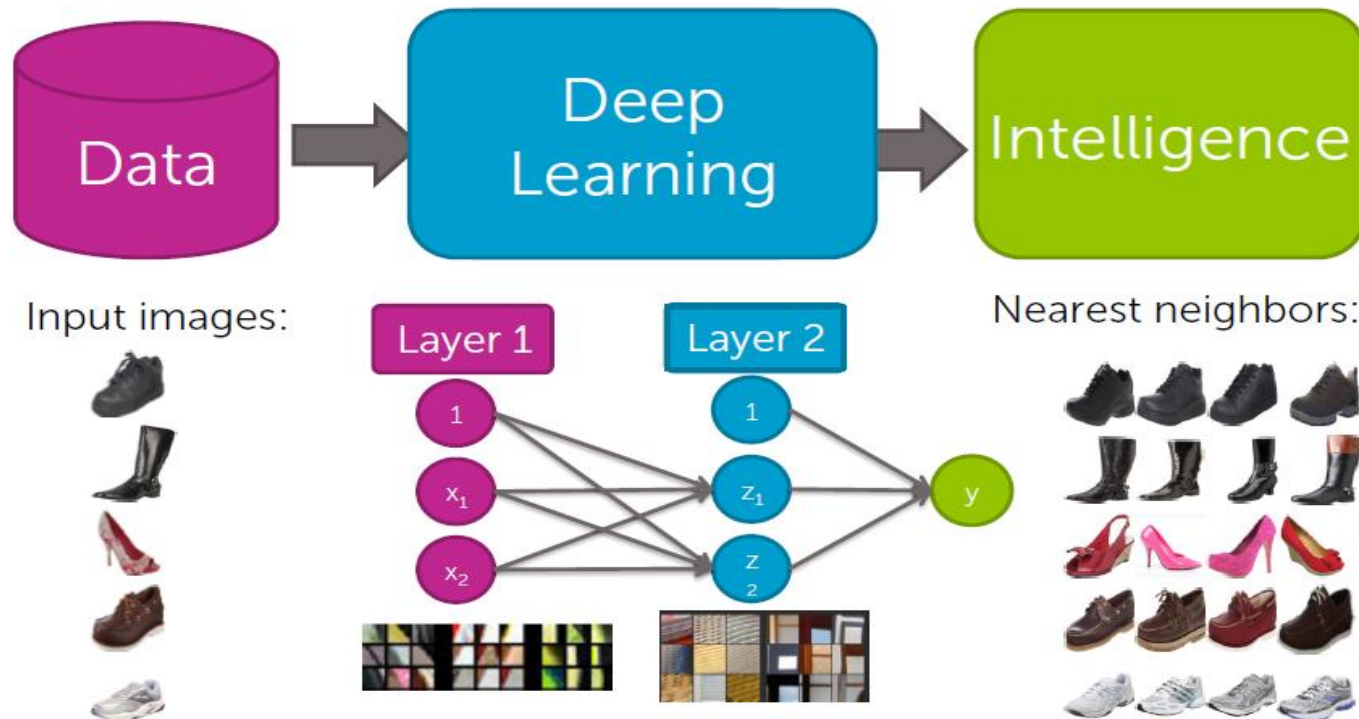 Data
Deep
Learning
Intelligence
Input images:
Layer 1
Layer 2
Nearest neighbors:
1
1
x₁
z₁
y
x₂
z
2